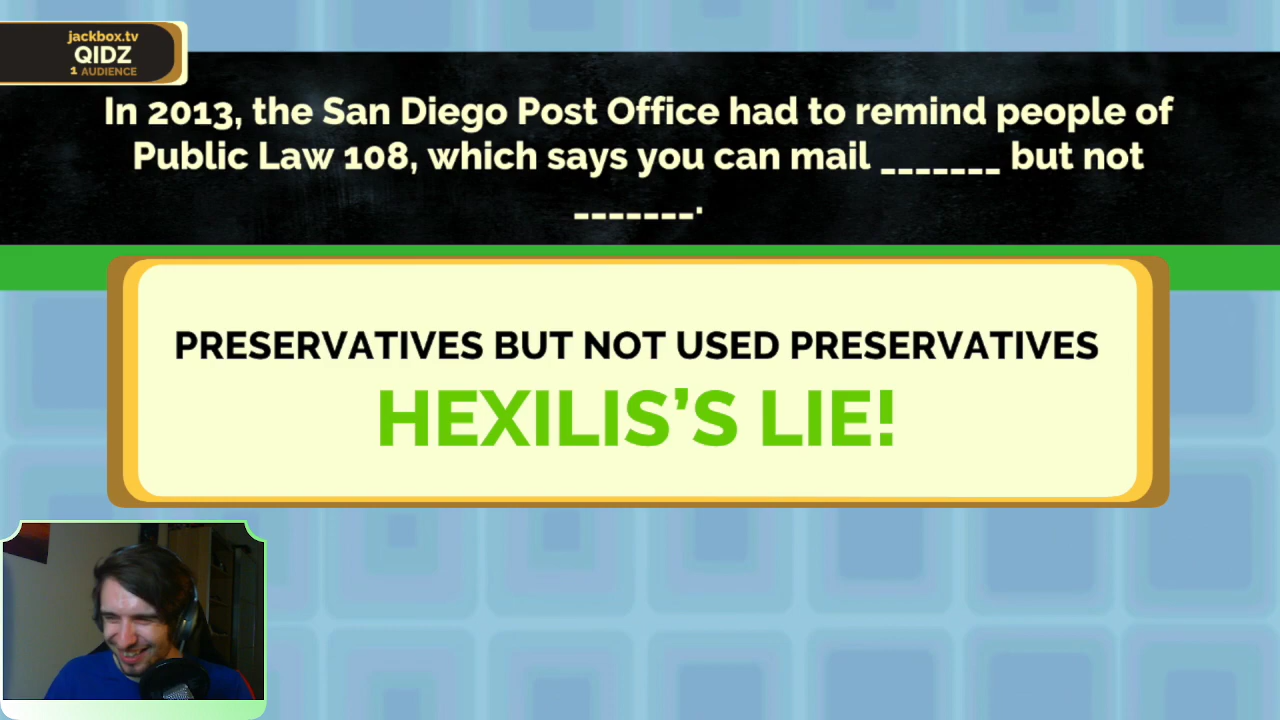 jackbox.tv
QIDZ
1 AUDIENCE
In 2013, the San Diego Post Office had to remind people of
Public Law 108, which says you can mail _______ but not
_______.
PRESERVATIVES BUT NOT USED PRESERVATIVES
HEXILIS’S LIE!